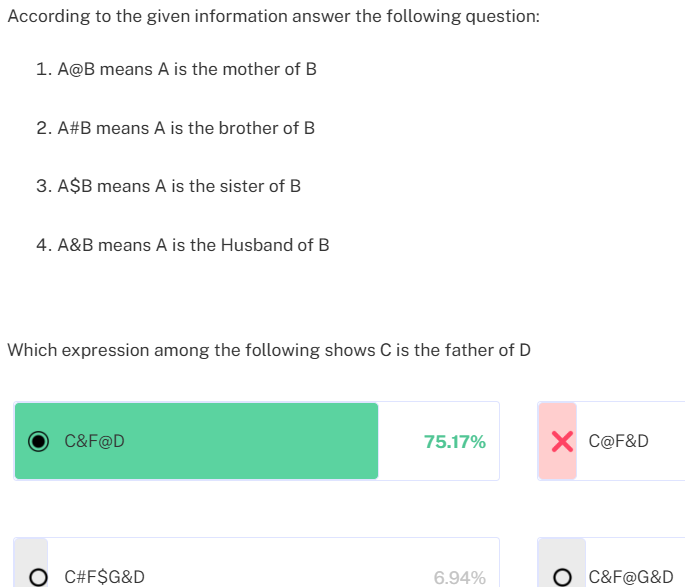 According to the given information answer the following question:
1. A@B means A is the mother of B
2. A#B means A is the brother of B
3. A$B means A is the sister of B
4. A&B means A is the Husband of B
Which expression among the following shows C is the father of D
C&F@D 75.17% C@F&D
C#F$G&D 6.94% C&F@G&D